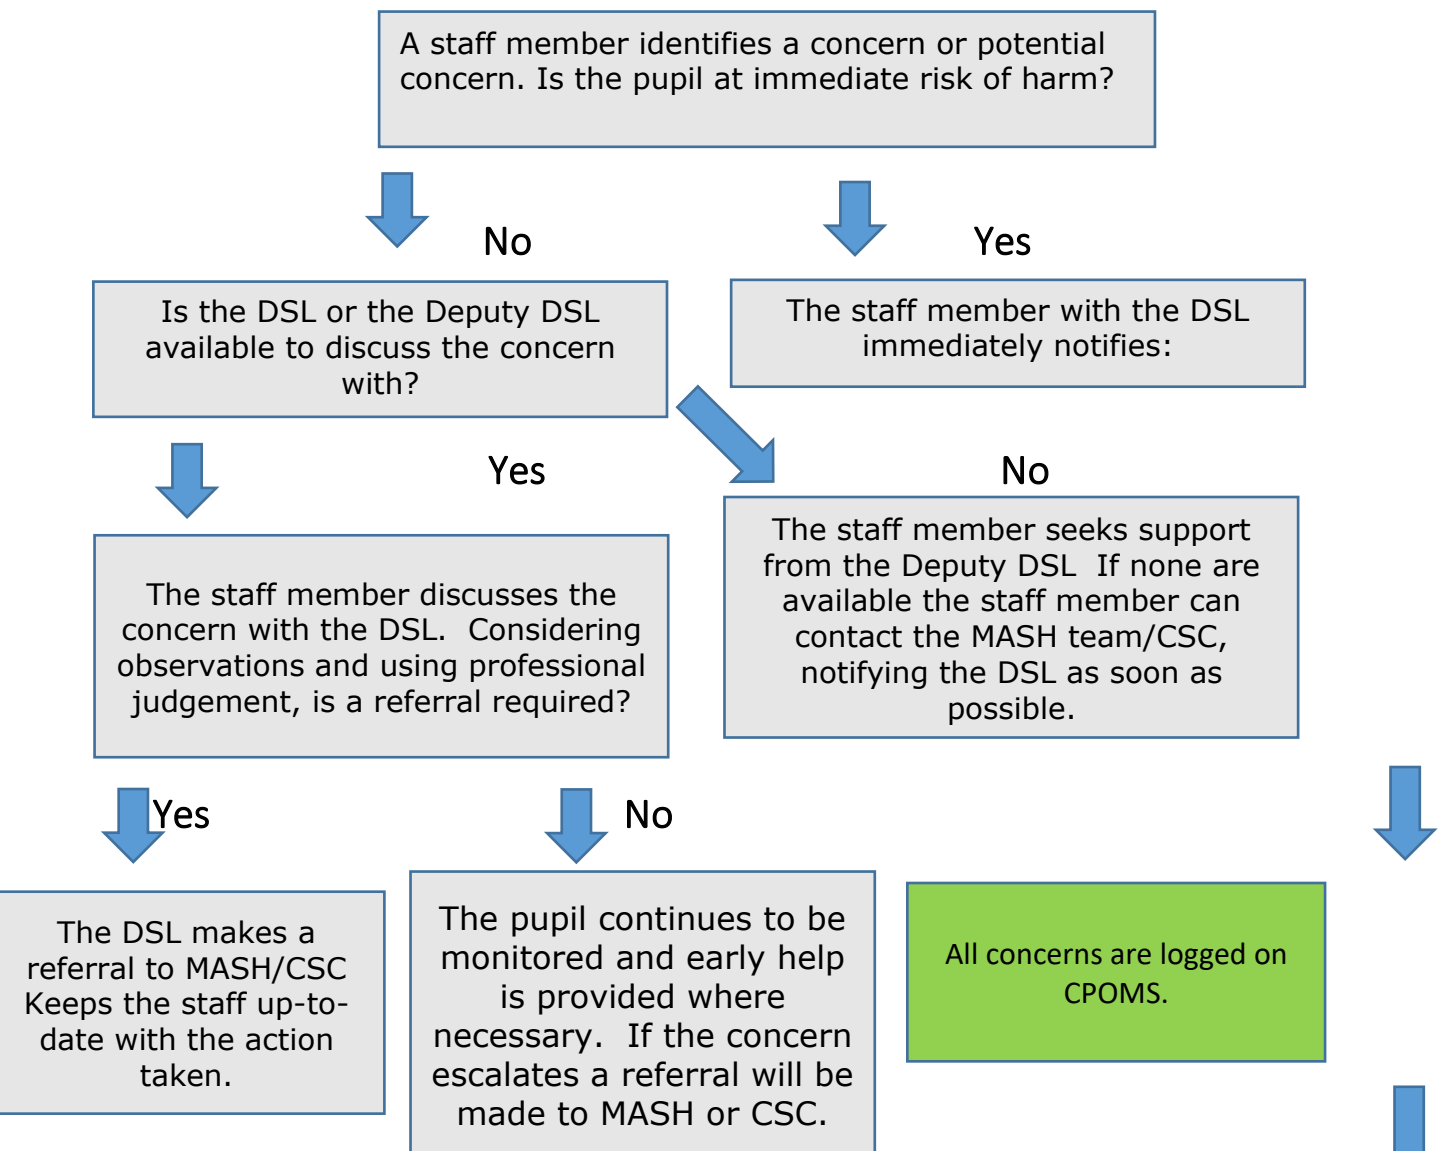 A staff member identifies a concern or potential
concern. Is the pupil at immediate risk of harm?
No
Yes
Is the DSL or the Deputy DSL
available to discuss the concern
with?
The staff member with the DSL
immediately notifies:
Yes
No
The staff member discusses the
concern with the DSL.  Considering
observations and using professional
judgement, is a referral required?
The staff member seeks support
from the Deputy DSL  If none are
available the staff member can
contact the MASH team/CSC,
notifying the DSL as soon as
possible.
Yes
No
The DSL makes a
referral to MASH/CSC
Keeps the staff up-to-
date with the action
taken.
The pupil continues to be
monitored and early help
is provided where
necessary.  If the concern
escalates a referral will be
made to MASH or CSC.
All concerns are logged on
CPOMS.